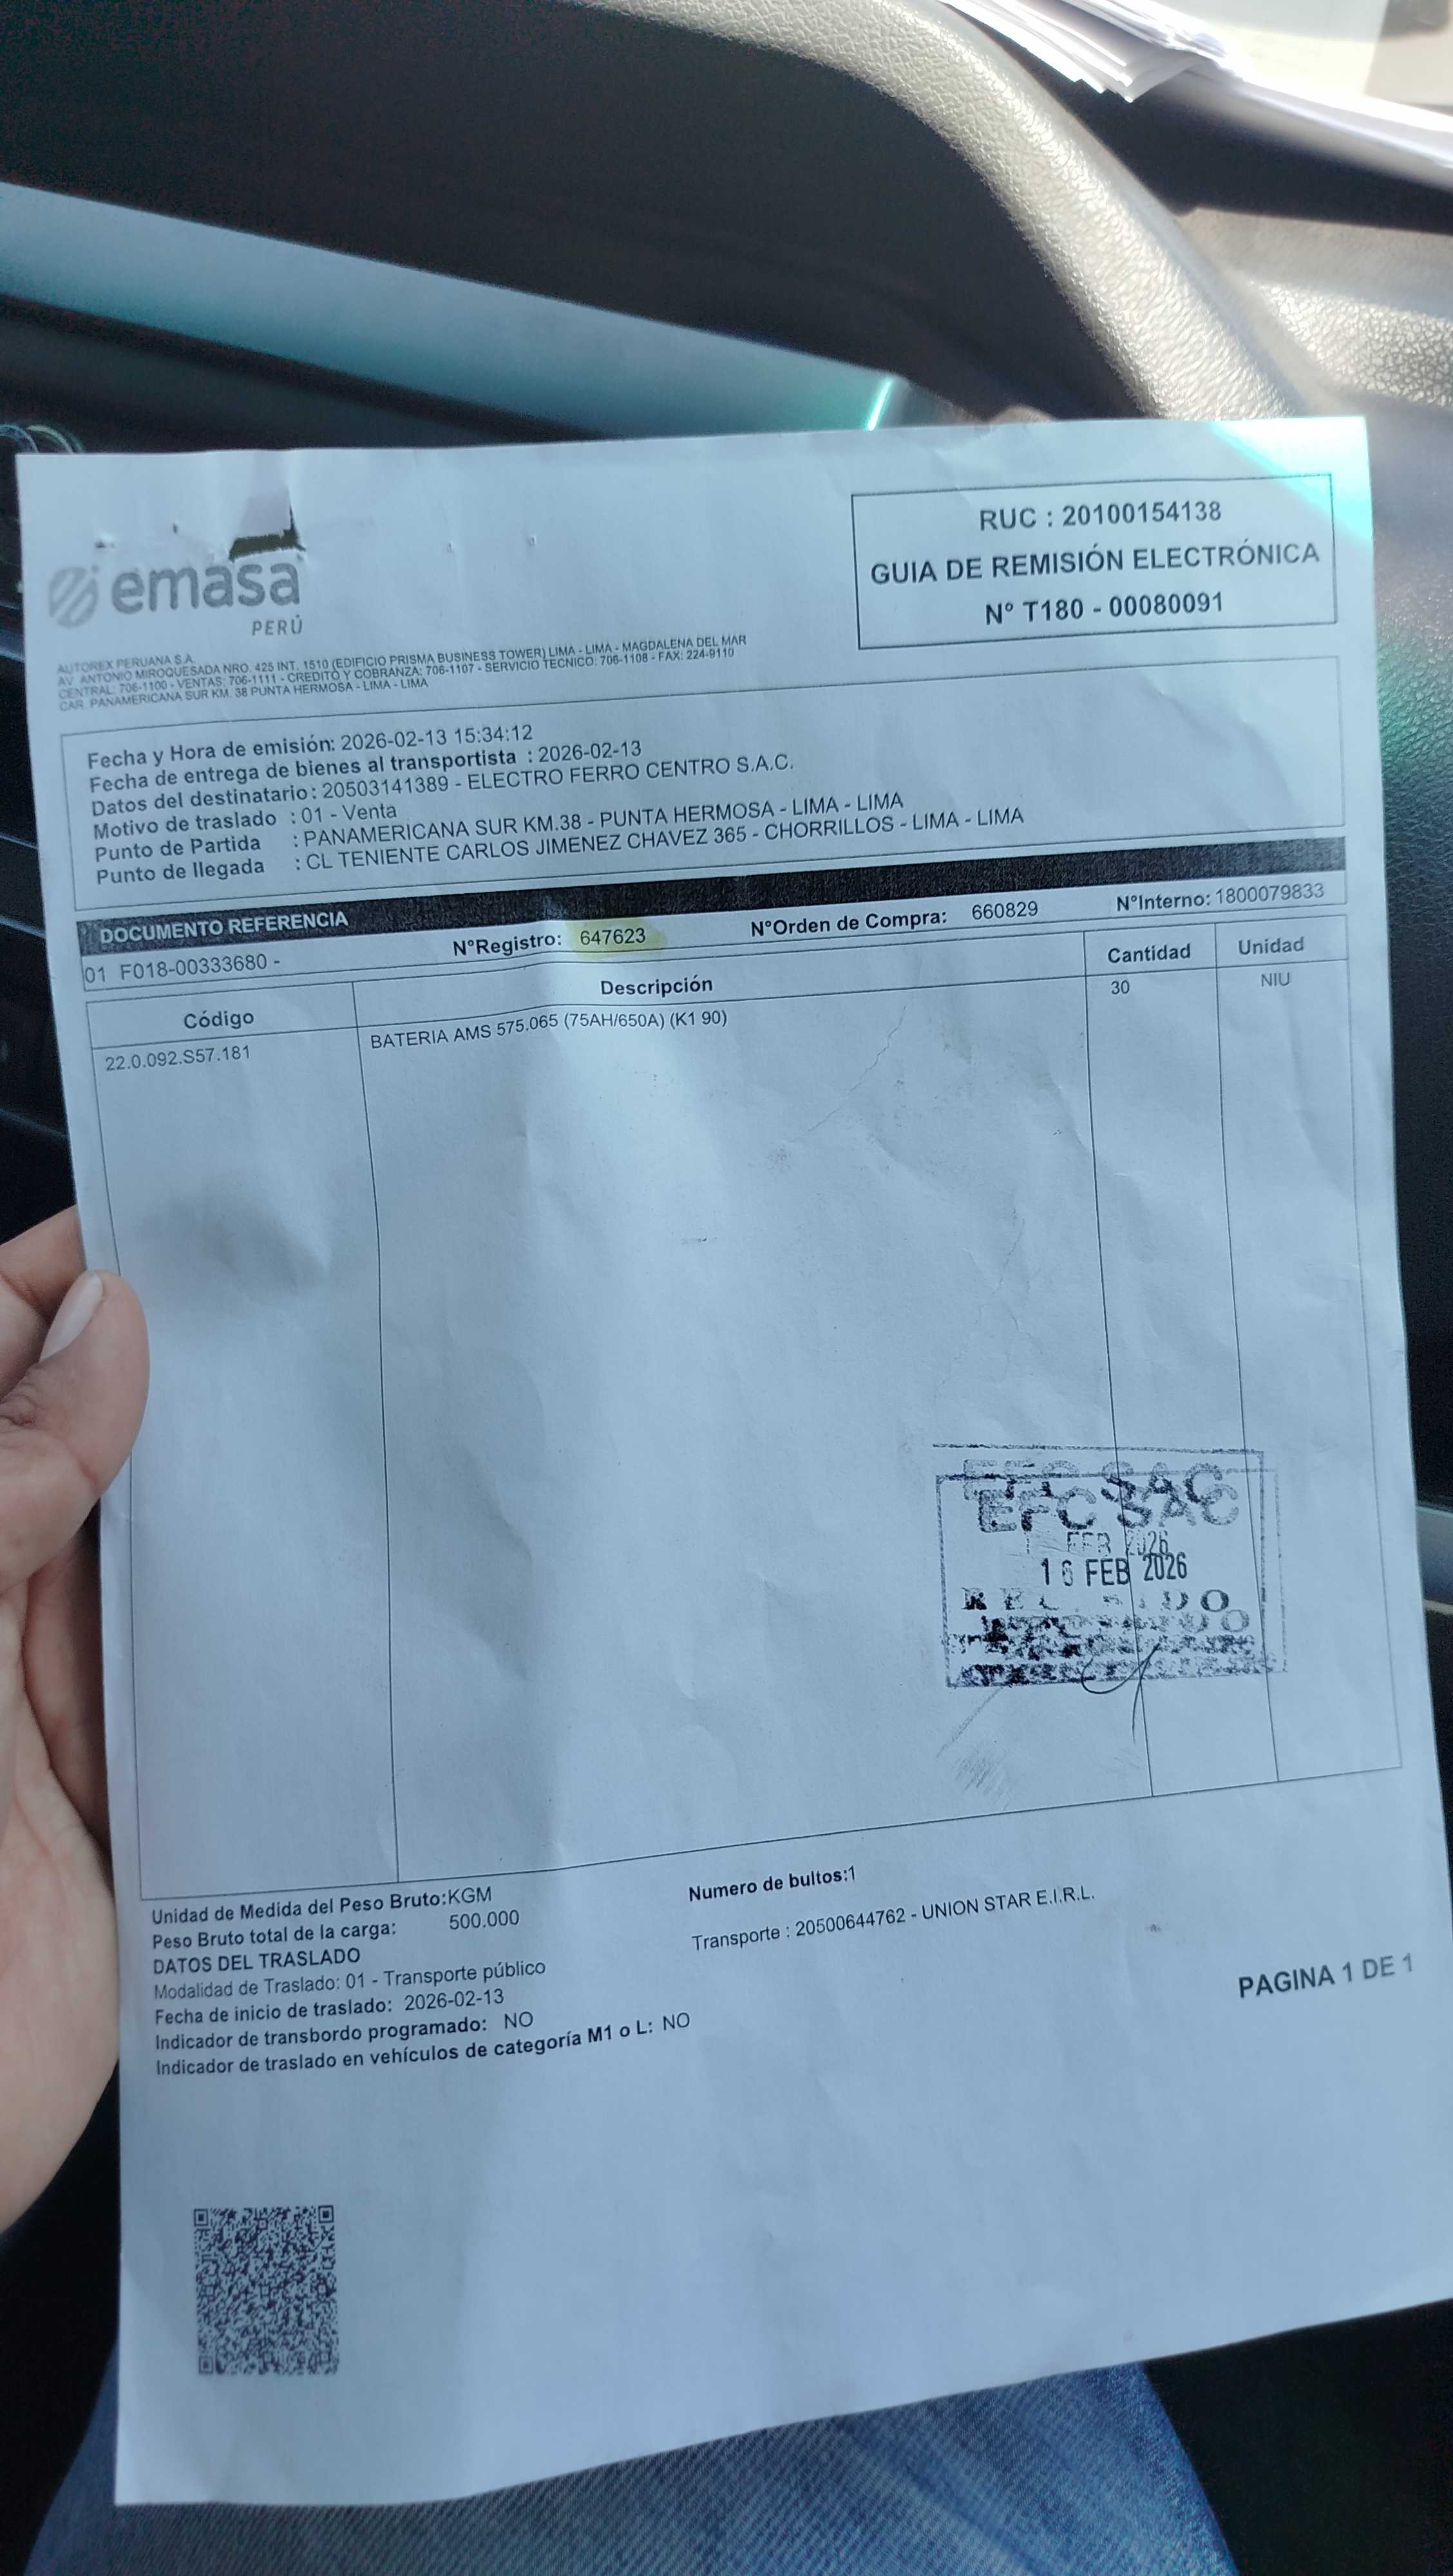 emasa
PERÚ
RUC : 20100154138
GUIA DE REMISIÓN ELECTRÓNICA
Nº T180 - 00080091
AUTOREX PERUANA S.A.
AV. ANTONIO MIROQUESADA NRO. 425 INT. 1510 (EDIFICIO PRISMA BUSINESS TOWER) LIMA - LIMA - MAGDALENA DEL MAR
CENTRAL: 706-1100 - VENTAS: 706-1111 - CREDITO Y COBRANZA: 706-1107 - SERVICIO TECNICO: 706-1108 - FAX: 224-9110
CAR. PANAMERICANA SUR KM. 38 PUNTA HERMOSA - LIMA - LIMA
Fecha y Hora de emisión: 2026-02-13 15:34:12
Fecha de entrega de bienes al transportista : 2026-02-13
Datos del destinatario : 20503141389 - ELECTRO FERRO CENTRO S.A.C.
Motivo de traslado : 01 - Venta
Punto de Partida : PANAMERICANA SUR KM.38 - PUNTA HERMOSA - LIMA - LIMA
Punto de llegada : CL TENIENTE CARLOS JIMENEZ CHAVEZ 365 - CHORRILLOS - LIMA - LIMA
DOCUMENTO REFERENCIA
01 F018-00333680 - NºRegistro: 647623 NºOrden de Compra: 660829 NºInterno: 1800079833
Código Descripción Cantidad Unidad
22.0.092.S57.181 BATERIA AMS 575.065 (75AH/650A) (K1 90) 30 NIU
EFC SAC
EFC SAC
FEB 2026
16 FEB 2026
Unidad de Medida del Peso Bruto:KGM
Peso Bruto total de la carga: 500.000
Numero de bultos:1
Transporte : 20500644762 - UNION STAR E.I.R.L.
DATOS DEL TRASLADO
Modalidad de Traslado: 01 - Transporte público
Fecha de inicio de traslado: 2026-02-13
Indicador de transbordo programado: NO
Indicador de traslado en vehículos de categoría M1 o L: NO
PAGINA 1 DE 1